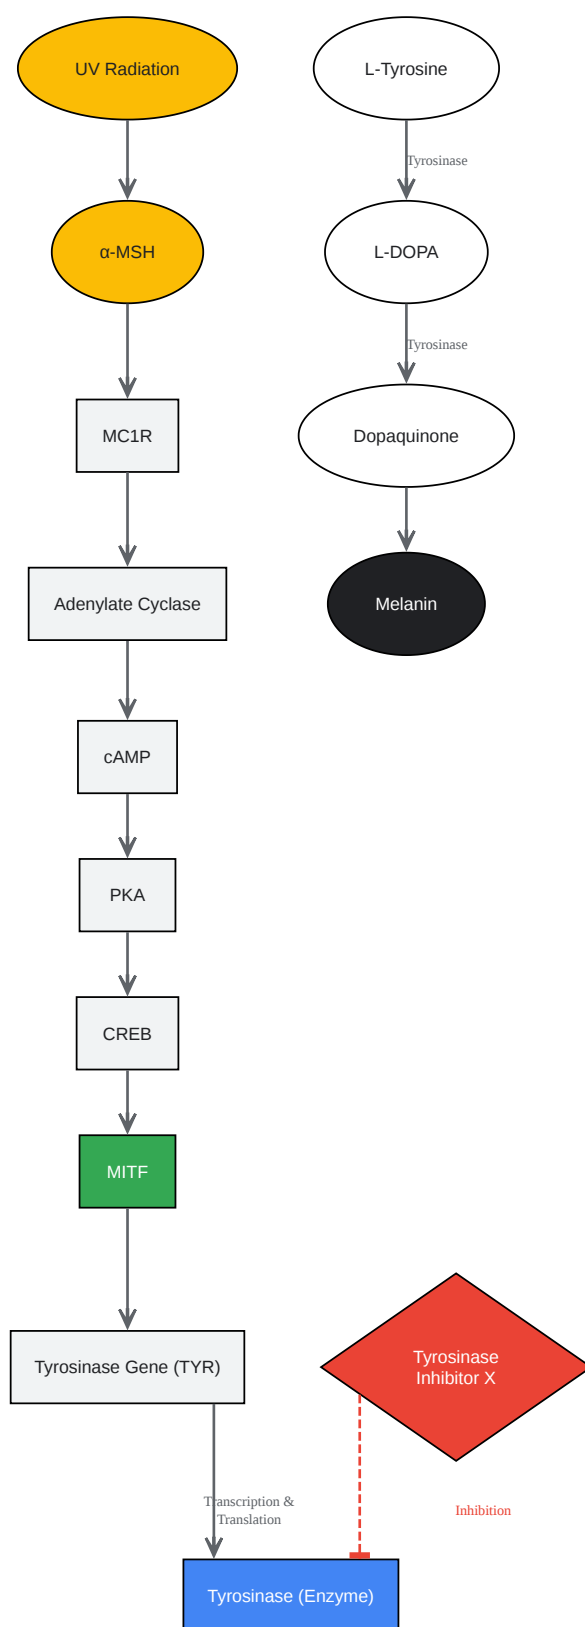 UV Radiation
L-Tyrosine
Tyrosinase
α-MSH
L-DOPA
Tyrosinase
MC1R
Dopaquinone
Adenylate Cyclase
Melanin
cAMP
PKA
CREB
MITF
Tyrosinase Gene (TYR)
Tyrosinase
Inhibitor X
Transcription &
Translation
Inhibition
Tyrosinase (Enzyme)